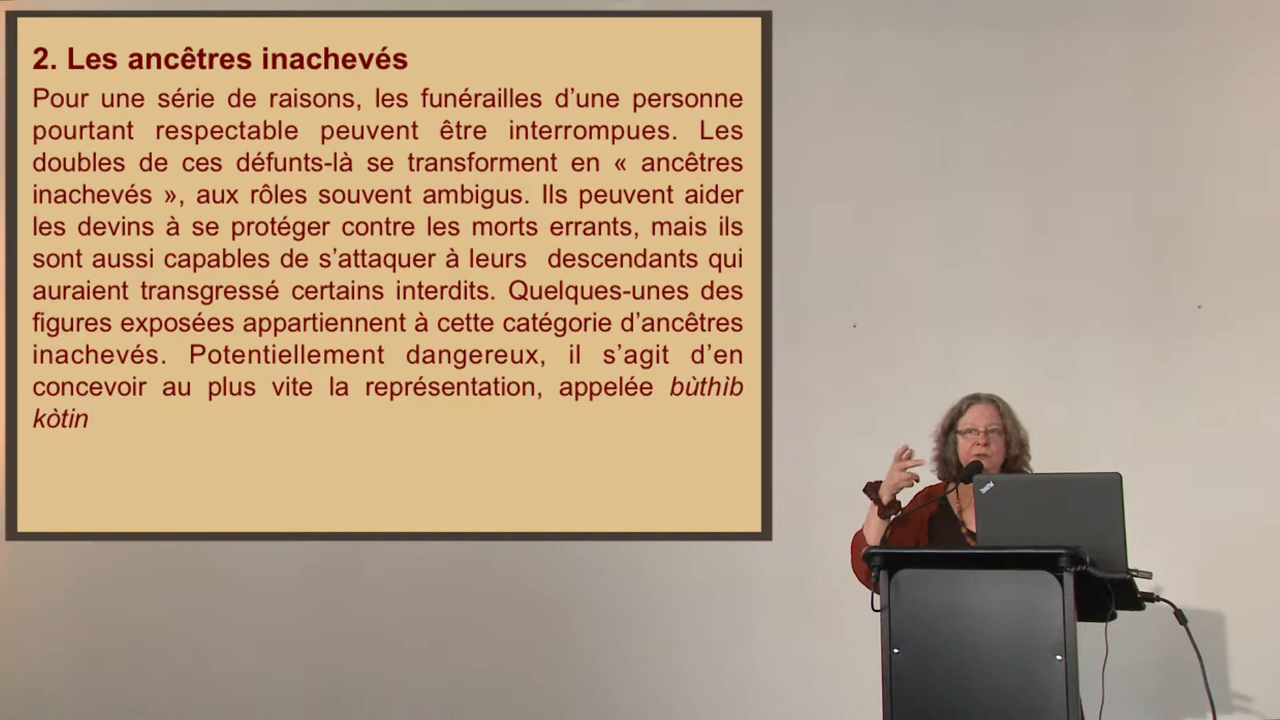 2. Les ancêtres inachevés
Pour une série de raisons, les funérailles d’une personne
pourtant respectable peuvent être interrompues. Les
doubles de ces défunts-là se transforment en « ancêtres
inachevés », aux rôles souvent ambigus. Ils peuvent aider
les devins à se protéger contre les morts errants, mais ils
sont aussi capables de s’attaquer à leurs descendants qui
auraient transgressé certains interdits. Quelques-unes des
figures exposées appartiennent à cette catégorie d’ancêtres
inachevés. Potentiellement dangereux, il s’agit d’en
concevoir au plus vite la représentation, appelée bùthìb
kòtin
ThinkPad